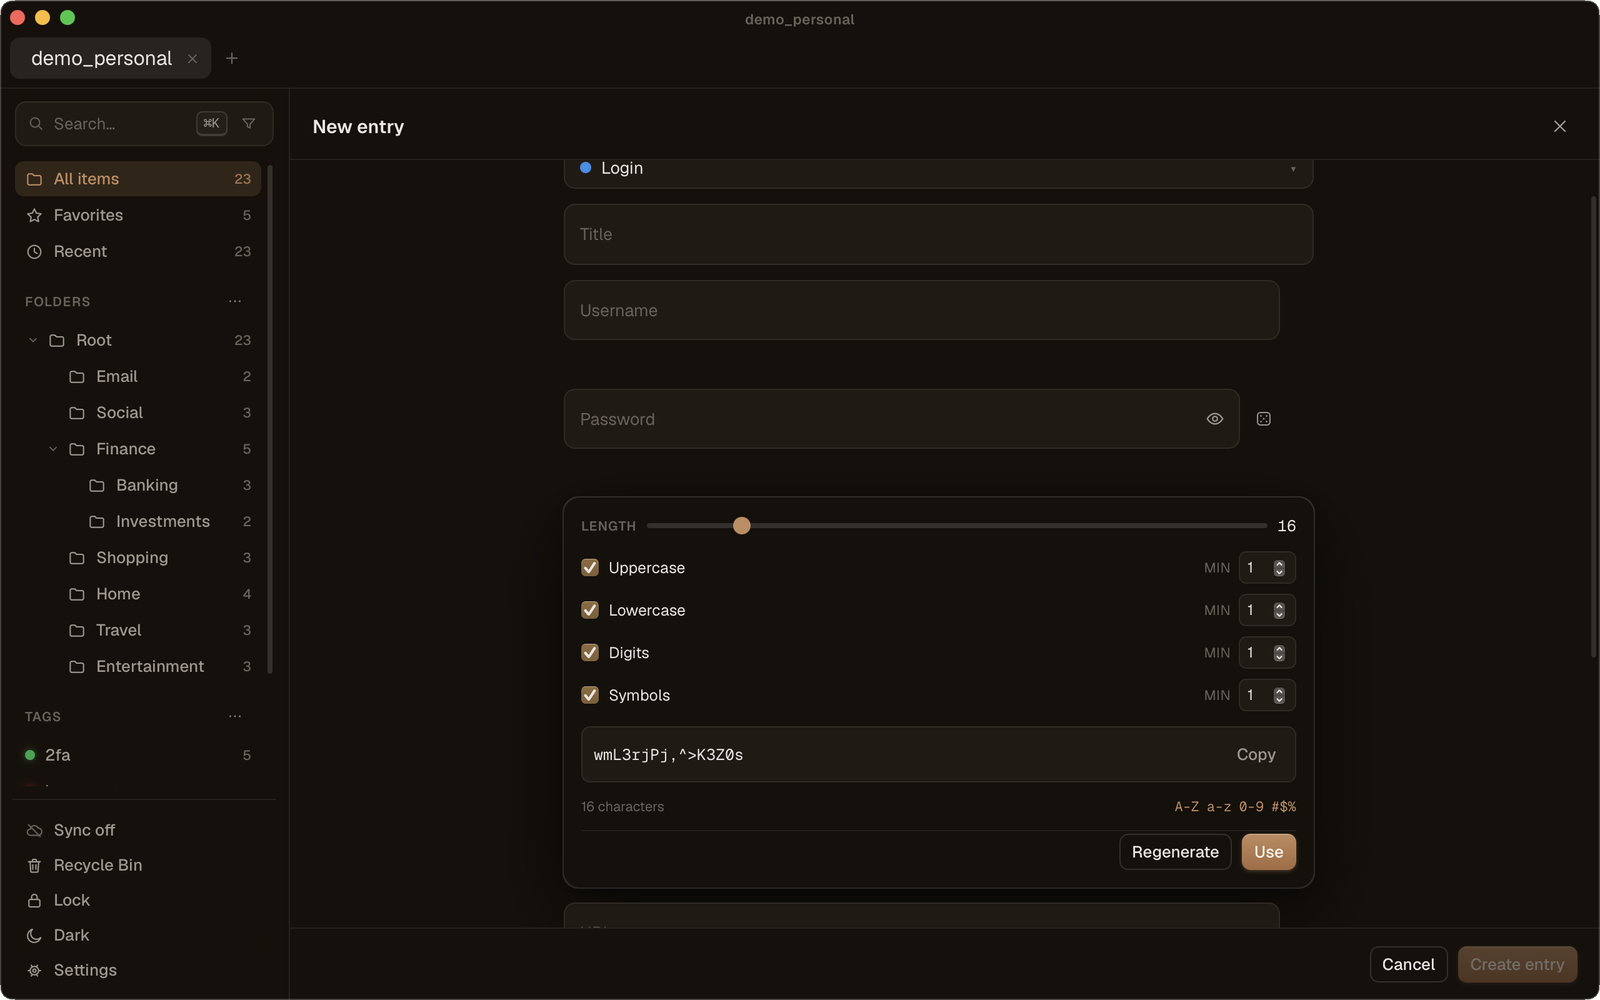 demo_personal
demo_personal
Search...
⌘K
All items 23
Favorites 5
Recent 23
FOLDERS
Root 23
Email 2
Social 3
Finance 5
Banking 3
Investments 2
Shopping 3
Home 4
Travel 3
Entertainment 3
TAGS
2fa 5
Sync off
Recycle Bin
Lock
Dark
Settings
New entry
Login
Title
Username
Password
LENGTH 16
Uppercase MIN 1
Lowercase MIN 1
Digits MIN 1
Symbols MIN 1
wmL3rjPj,^>K3Z0s Copy
16 characters A-Z a-z 0-9 #$%
Regenerate Use
Cancel Create entry